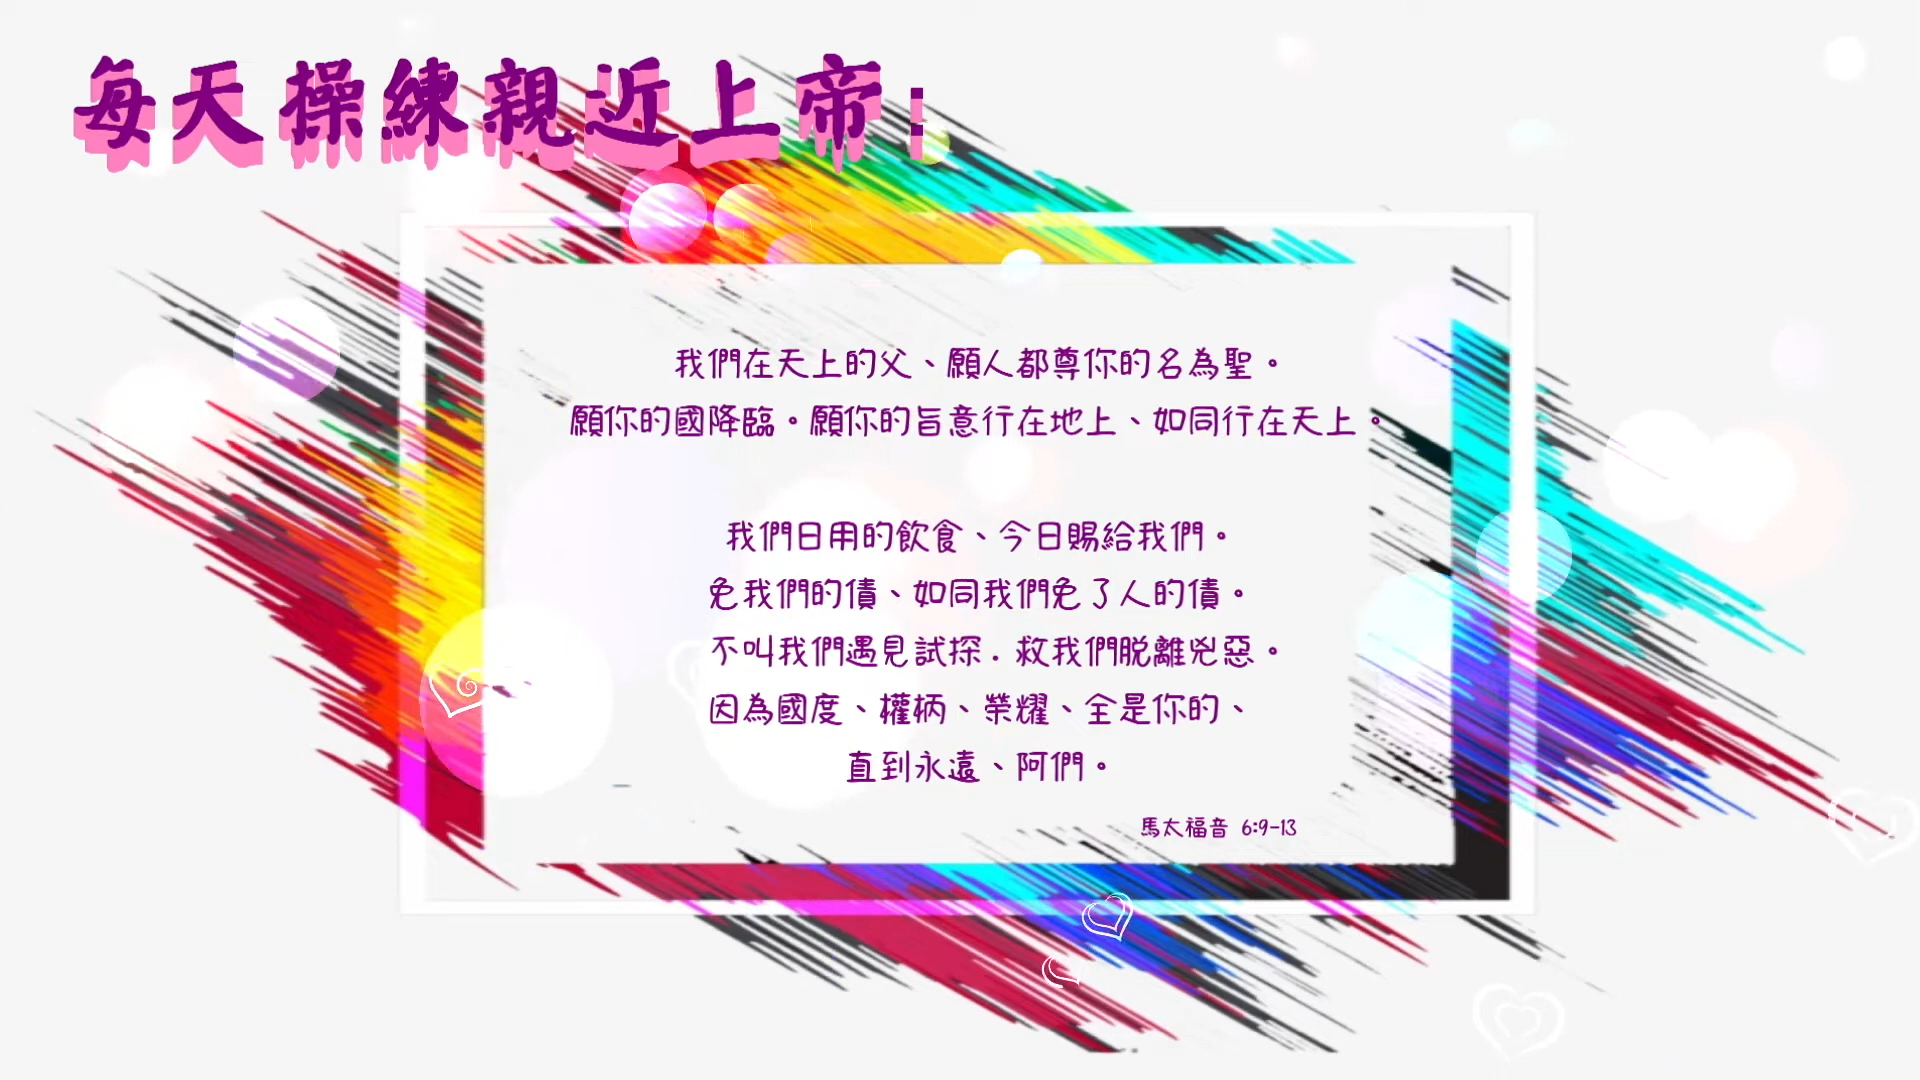 每天操練親近上帝:
我們在天上的父、願人都尊你的名為聖。
願你的國降臨。願你的旨意行在地上、如同行在天上。
我們日用的飲食、今日賜給我們。
免我們的債、如同我們免了人的債。
不叫我們遇見試探．救我們脫離兇惡。
因為國度、權柄、榮耀、全是你的、
直到永遠、阿們。
馬太福音 6:9-13